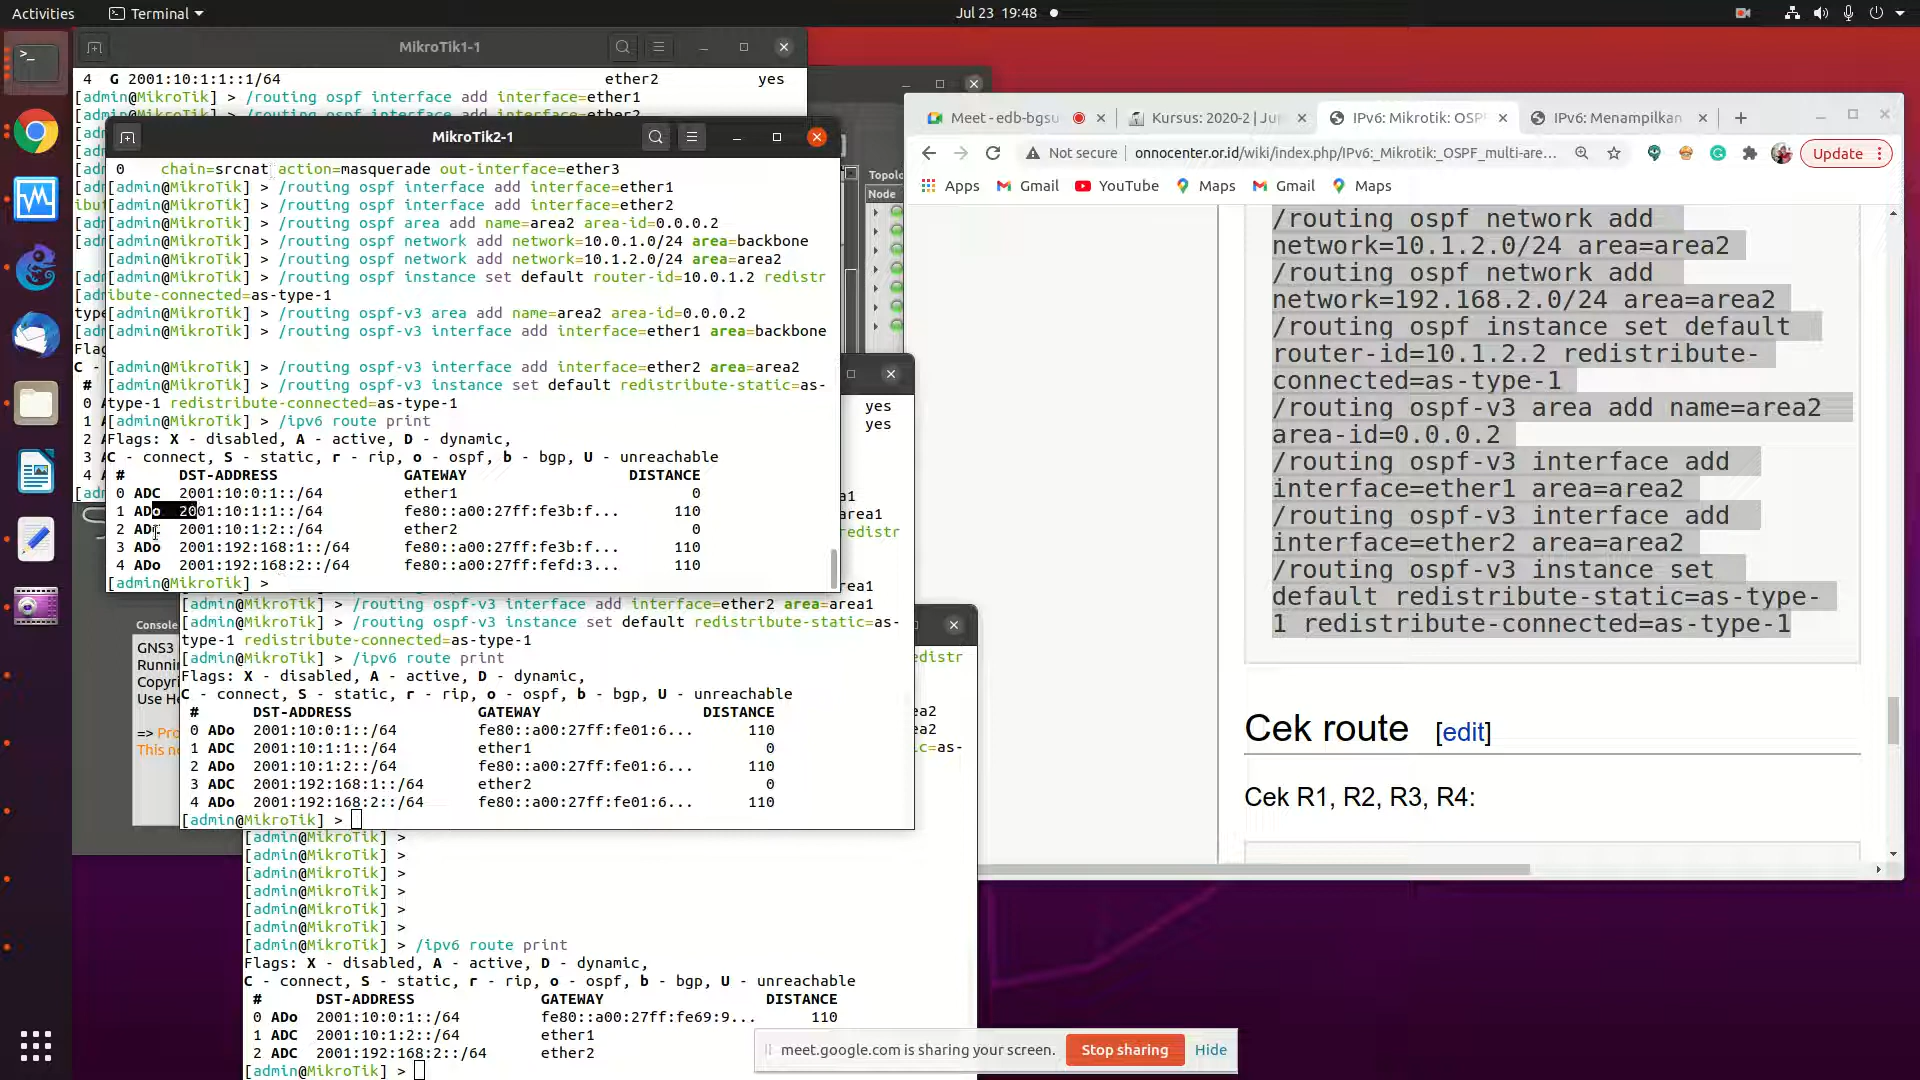 Activities
Terminal
Jul 23 19:48
MikroTik1-1
4 G 2001:10:1:1::1/64 ether2 yes
[admin@MikroTik] > /routing ospf interface add interface=ether1
MikroTik2-1
0 chain=srcnat action=masquerade out-interface=ether3
[admin@MikroTik] > /routing ospf interface add interface=ether1
[admin@MikroTik] > /routing ospf interface add interface=ether2
[admin@MikroTik] > /routing ospf area add name=area2 area-id=0.0.0.2
[admin@MikroTik] > /routing ospf network add network=10.0.1.0/24 area=backbone
[admin@MikroTik] > /routing ospf network add network=10.1.2.0/24 area=area2
[admin@MikroTik] > /routing ospf instance set default router-id=10.0.1.2 redistr
ibute-connected=as-type-1
[admin@MikroTik] > /routing ospf-v3 area add name=area2 area-id=0.0.0.2
[admin@MikroTik] > /routing ospf-v3 interface add interface=ether1 area=backbone
[admin@MikroTik] > /routing ospf-v3 interface add interface=ether2 area=area2
[admin@MikroTik] > /routing ospf-v3 instance set default redistribute-static=as-
type-1 redistribute-connected=as-type-1
[admin@MikroTik] > /ipv6 route print
Flags: X - disabled, A - active, D - dynamic,
C - connect, S - static, r - rip, o - ospf, b - bgp, U - unreachable
# DST-ADDRESS GATEWAY DISTANCE
0 ADC 2001:10:0:1::/64 ether1 0
1 ADo 2001:10:1:1::/64 fe80::a00:27ff:fe3b:f... 110
2 ADC 2001:10:1:2::/64 ether2 0
3 ADo 2001:192:168:1::/64 fe80::a00:27ff:fe3b:f... 110
4 ADo 2001:192:168:2::/64 fe80::a00:27ff:fefd:3... 110
[admin@MikroTik] >
yes
yes
Topolo
Node
Console
GNS3
Use He
=> Pro
[admin@MikroTik] > /routing ospf-v3 interface add interface=ether2 area=area1
[admin@MikroTik] > /routing ospf-v3 instance set default redistribute-static=as-
type-1 redistribute-connected=as-type-1
[admin@MikroTik] > /ipv6 route print
Flags: X - disabled, A - active, D - dynamic,
C - connect, S - static, r - rip, o - ospf, b - bgp, U - unreachable
# DST-ADDRESS GATEWAY DISTANCE
0 ADo 2001:10:0:1::/64 fe80::a00:27ff:fe01:6... 110
1 ADC 2001:10:1:1::/64 ether1 0
2 ADo 2001:10:1:2::/64 fe80::a00:27ff:fe01:6... 110
3 ADC 2001:192:168:1::/64 ether2 0
4 ADo 2001:192:168:2::/64 fe80::a00:27ff:fe01:6... 110
[admin@MikroTik] >
[admin@MikroTik] >
[admin@MikroTik] >
[admin@MikroTik] >
[admin@MikroTik] >
[admin@MikroTik] >
[admin@MikroTik] >
[admin@MikroTik] > /ipv6 route print
Flags: X - disabled, A - active, D - dynamic,
C - connect, S - static, r - rip, o - ospf, b - bgp, U - unreachable
# DST-ADDRESS GATEWAY DISTANCE
0 ADo 2001:10:0:1::/64 fe80::a00:27ff:fe69:9... 110
1 ADC 2001:10:1:2::/64 ether1
2 ADC 2001:192:168:2::/64 ether2
[admin@MikroTik] >
meet.google.com is sharing your screen. Stop sharing Hide
Meet - edb-bgsu
Kursus: 2020-2 | Ju
IPv6: Mikrotik: OSP
IPv6: Menampilkan
Not secure onnocenter.or.id/wiki/index.php/IPv6:_Mikrotik:_OSPF_multi-are...
Update
Apps Gmail YouTube Maps Gmail Maps
/routing ospf network add
network=10.1.2.0/24 area=area2
/routing ospf network add
network=192.168.2.0/24 area=area2
/routing ospf instance set default
router-id=10.1.2.2 redistribute-
connected=as-type-1
/routing ospf-v3 area add name=area2
area-id=0.0.0.2
/routing ospf-v3 interface add
interface=ether1 area=area2
/routing ospf-v3 interface add
interface=ether2 area=area2
/routing ospf-v3 instance set
default redistribute-static=as-type-
1 redistribute-connected=as-type-1
Cek route [edit]
Cek R1, R2, R3, R4: